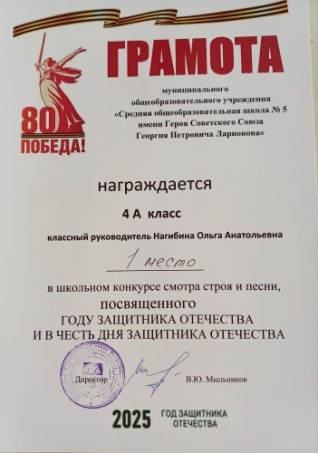 80
ПОБЕДА!
ГРАМОТА
муниципального
общеобразовательного учреждения
«Средняя общеобразовательная школа № 5
имени Героя Советского Союза
Георгия Петровича Ларионова»
награждается
4 А класс
классный руководитель Нагибина Ольга Анатольевна
1 место
в школьном конкурсе смотра строя и песни,
посвященного
ГОДУ ЗАЩИТНИКА ОТЕЧЕСТВА
И В ЧЕСТЬ ДНЯ ЗАЩИТНИКА ОТЕЧЕСТВА
Директор В.Ю. Мыльников
2025 ГОД ЗАЩИТНИКА
ОТЕЧЕСТВА